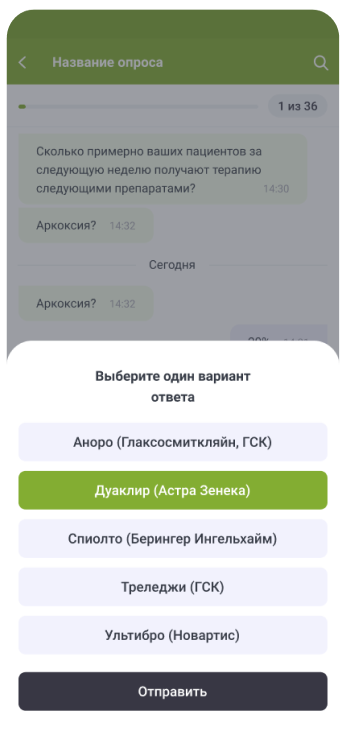 Название опроса
1 из 36
Сколько примерно ваших пациентов за
следующую неделю получают терапию
следующими препаратами?
14:30
Аркоксия? 14:32
Сегодня
Аркоксия? 14:32
Выберите один вариант
ответа
Аноро (Глаксосмиткляйн, ГСК)
Дуаклир (Астра Зенека)
Спиолто (Берингер Ингельхайм)
Треледжи (ГСК)
Ультибро (Новартис)
Отправить